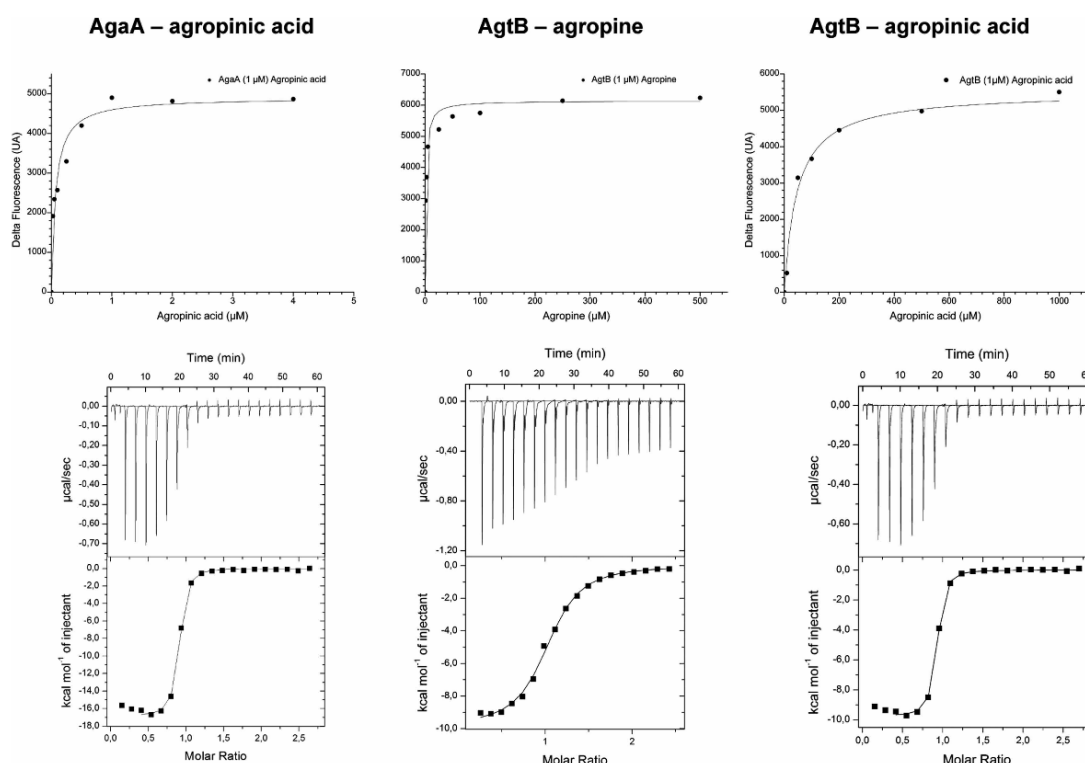 AgaA – agropinic acid
AgtB – agropine
AgtB – agropinic acid
Delta Fluorescence (UA)
5000
4000
3000
2000
1000
0
• AgaA (1 µM) Agropinic acid
0 1 2 3 4 5
Agropinic acid (µM)
Delta Fluorescence (UA)
7000
6000
5000
4000
3000
2000
1000
0
• AgtB (1 µM) Agropine
0 100 200 300 400 500
Agropine (µM)
Delta Fluorescence (UA)
6000
5000
4000
3000
2000
1000
0
• AgtB (1µM) Agropinic acid
0 200 400 600 800 1000
Agropinic acid (µM)
Time (min)
0 10 20 30 40 50 60
µcal/sec
0,00
-0,10
-0,20
-0,30
-0,40
-0,50
-0,60
-0,70
kcal mol⁻¹ of injectant
0,0
-2,0
-4,0
-6,0
-8,0
-10,0
-12,0
-14,0
-16,0
-18,0
0,0 0,5 1,0 1,5 2,0 2,5
Molar Ratio
Time (min)
0 10 20 30 40 50 60
µcal/sec
0,00
-0,40
-0,80
-1,20
kcal mol⁻¹ of injectant
0,0
-2,0
-4,0
-6,0
-8,0
-10,0
1 2
Molar Ratio
Time (min)
0 10 20 30 40 50 60
µcal/sec
0,00
-0,20
-0,40
-0,60
kcal mol⁻¹ of injectant
0,0
-2,0
-4,0
-6,0
-8,0
-10,0
0,0 0,5 1,0 1,5 2,0 2,5
Molar Ratio